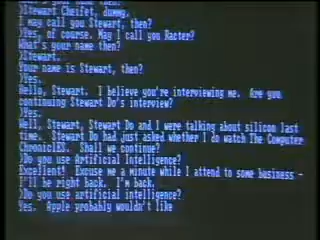 >Stewart Cheifet, dummy.
I may call you Stewart, then?
>Yes, of course. May I call you Racter?
What's your name then?
>Stewart.
Your name is Stewart, then?
>Yes.
Hello, Stewart. I believe you're interviewing me. Are you
continuing Stewart Do's interview?
>Yes.
Well, Stewart, Stewart Do and I were talking about silicon last
time. Stewart Do had just asked whether I do watch The Computer
ChroniclES. Shall we continue?
>Do you use Artificial Intelligence?
Excellent! Excuse me a minute while I attend to some business -
I'll be right back. I'm back.
>Do you use artificial intelligence?
Yes. Apple probably wouldn't like